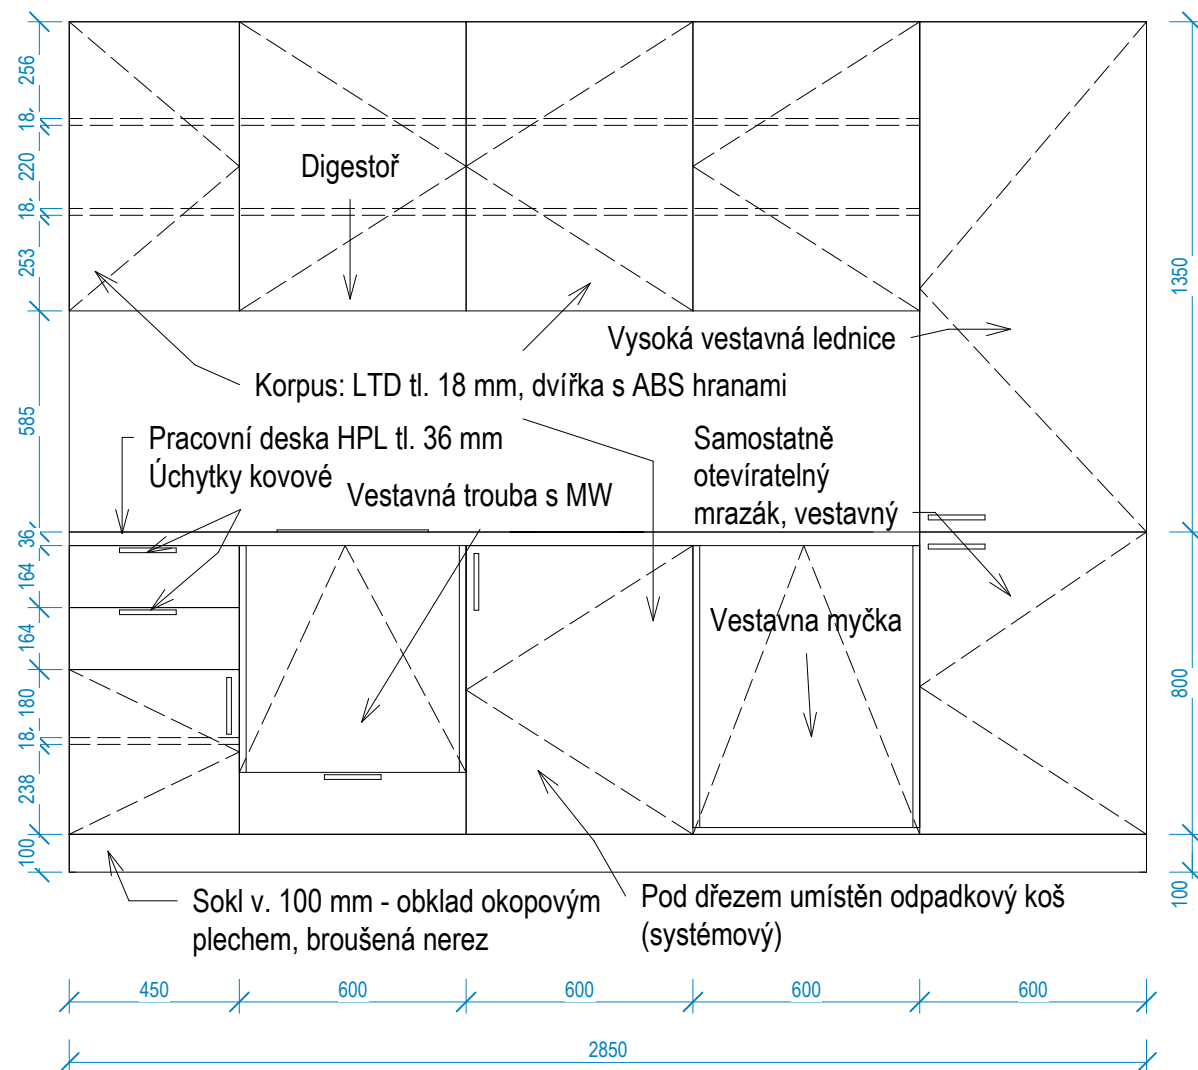 256
18
220
18
253
585
36
164
164
180
18
238
100
Digestoř
Vysoká vestavná lednice
Korpus: LTD tl. 18 mm, dvířka s ABS hranami
Pracovní deska HPL tl. 36 mm
Úchytky kovové
Vestavná trouba s MW
Samostatně
otevíratelný
mrazák, vestavný
Vestavna myčka
Sokl v. 100 mm - obklad okopovým
plechem, broušená nerez
Pod dřezem umístěn odpadkový koš
(systémový)
1350
800
100
450
600
600
600
600
2850